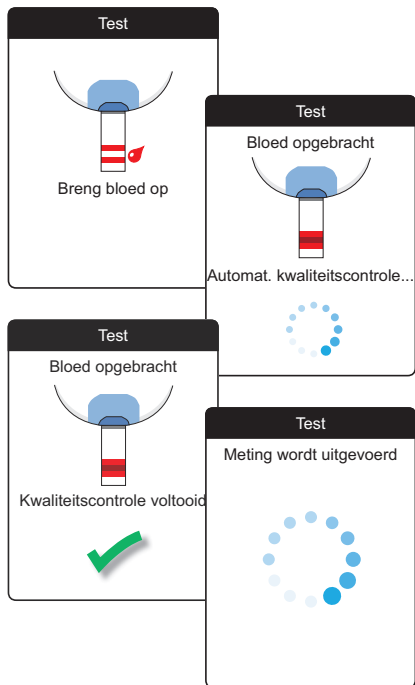 Test
Breng bloed op
Test
Bloed opgebracht
Automat. kwaliteitscontrole...
Test
Bloed opgebracht
Kwaliteitscontrole voltooid
Test
Meting wordt uitgevoerd